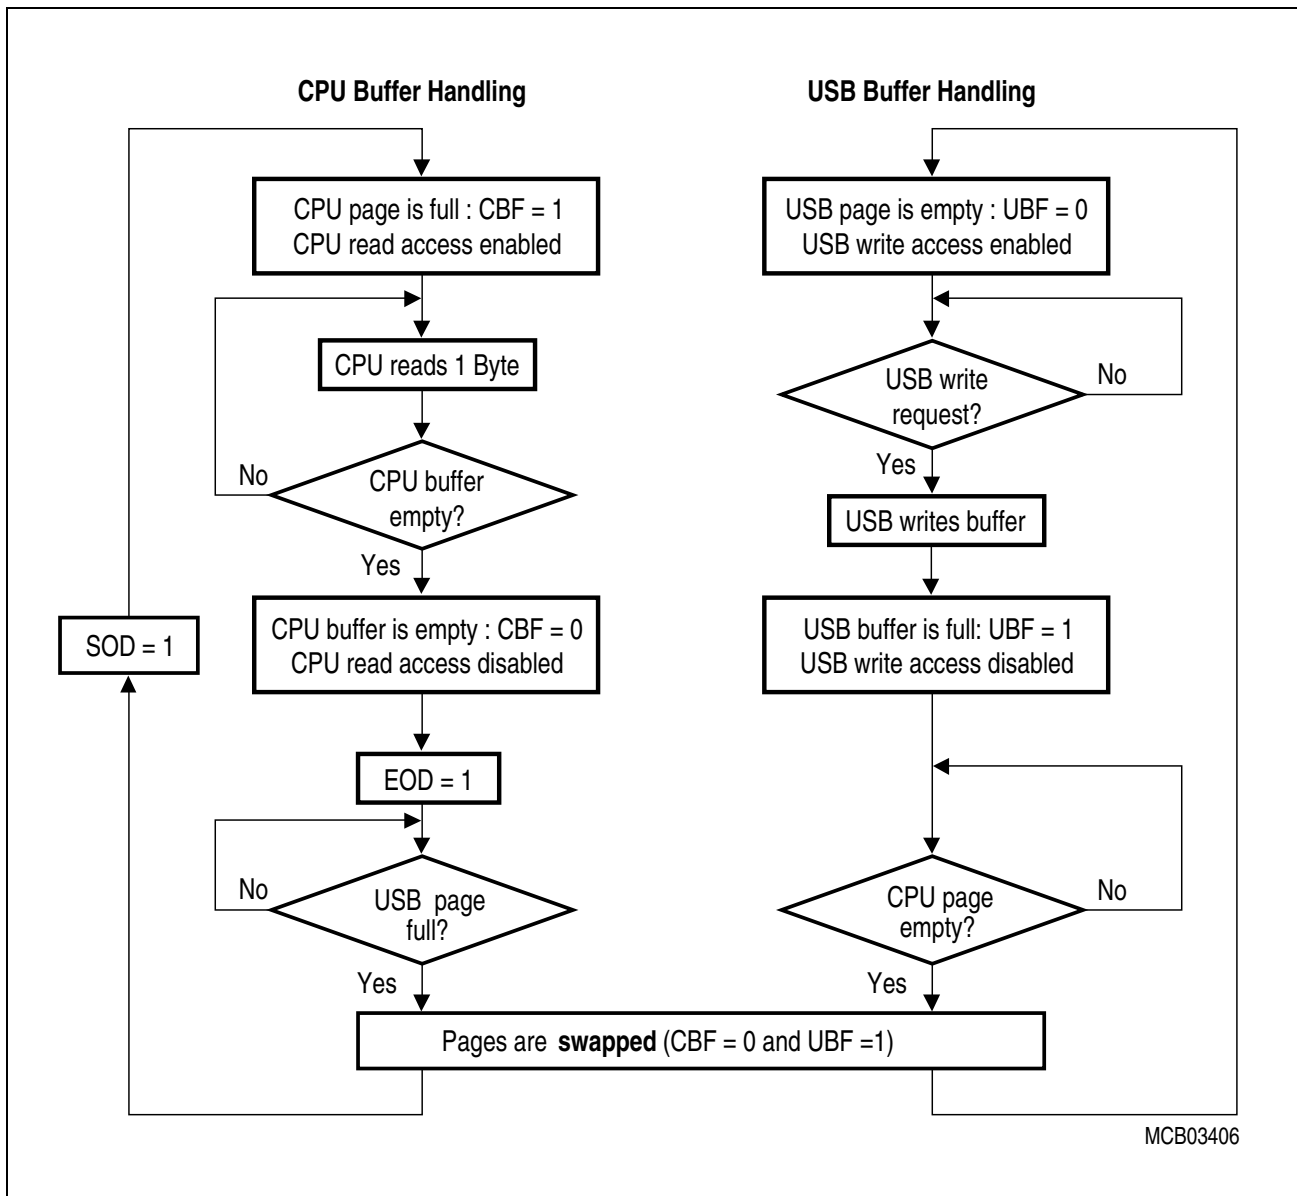 CPU Buffer Handling
CPU page is full : CBF = 1
CPU read access enabled
CPU reads 1 Byte
No
CPU buffer
empty?
Yes
CPU buffer is empty : CBF = 0
CPU read access disabled
SOD = 1
EOD = 1
No
USB page
full?
Yes
USB Buffer Handling
USB page is empty : UBF = 0
USB write access enabled
USB write
request?
No
Yes
USB writes buffer
USB buffer is full: UBF = 1
USB write access disabled
CPU page
empty?
No
Yes
Pages are swapped (CBF = 0 and UBF =1)
MCB03406